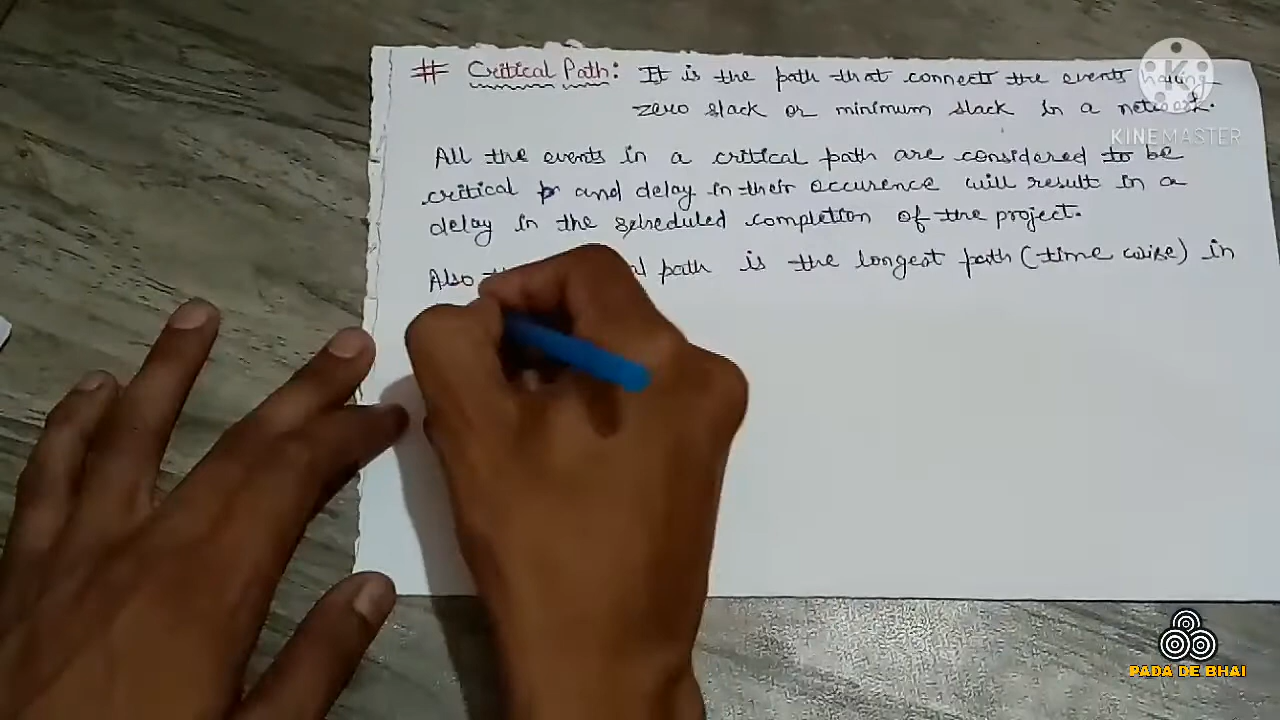 # Critical Path: It is the path that connects the events having
zero slack or minimum slack in a network.
All the events in a critical path are considered to be
critical and delay in their occurence will result in a
delay in the scheduled completion of the project.
Also path is the longest path (time wise) in
KINEMASTER
PADA DE BHAI